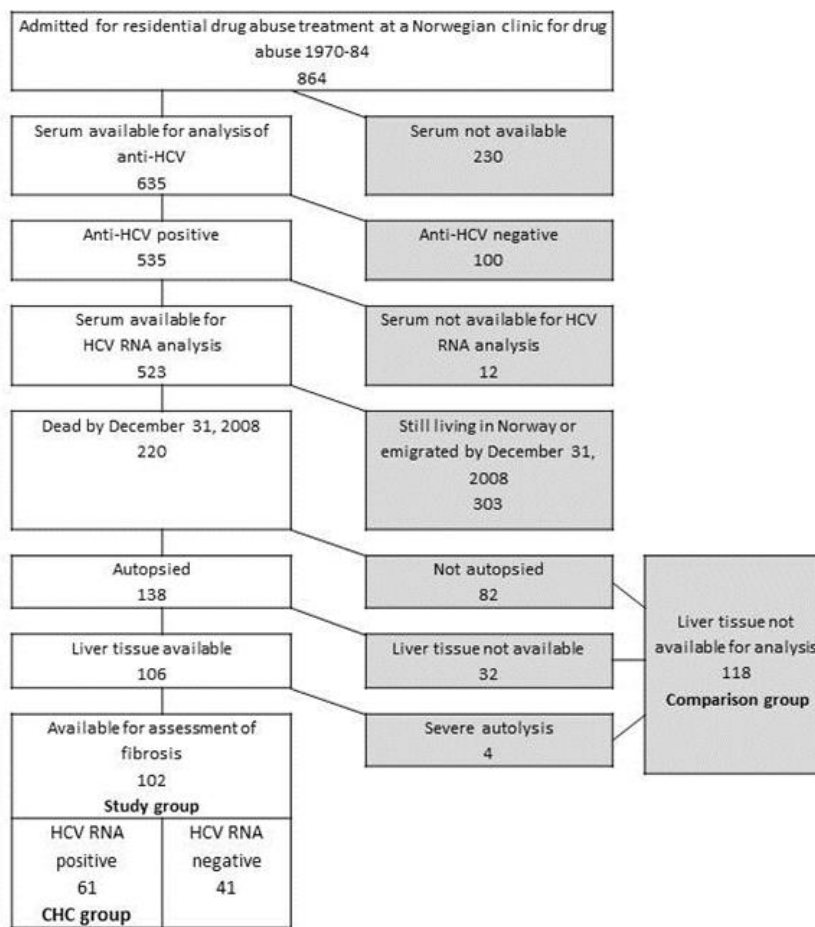 Admitted for residential drug abuse treatment at a Norwegian clinic for drug
abuse 1970-84
864
Serum available for analysis of
anti-HCV
635
Serum not available
230
Anti-HCV positive
535
Anti-HCV negative
100
Serum available for
HCV RNA analysis
523
Serum not available for HCV
RNA analysis
12
Dead by December 31, 2008
220
Still living in Norway or
emigrated by December 31,
2008
303
Autopsied
138
Not autopsied
82
Liver tissue available
106
Liver tissue not available
32
Liver tissue not
available for analysis
118
Comparison group
Available for assessment of
fibrosis
102
Study group
Severe autolysis
4
HCV RNA
positive
61
CHC group
HCV RNA
negative
41